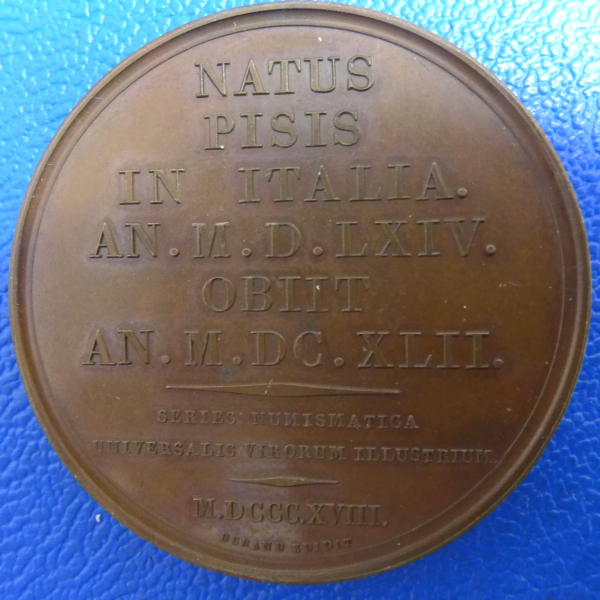 NATUS
PISIS
IN ITALIA.
AN. M. D. LXIV.
OBIIT
AN. M. DC. XLII.
SERIES NUMISMATICA
UNIVERSALIS VIRORUM ILLUSTRIUM.
M.DCCC.XVIII.
DURAND EDIDIT